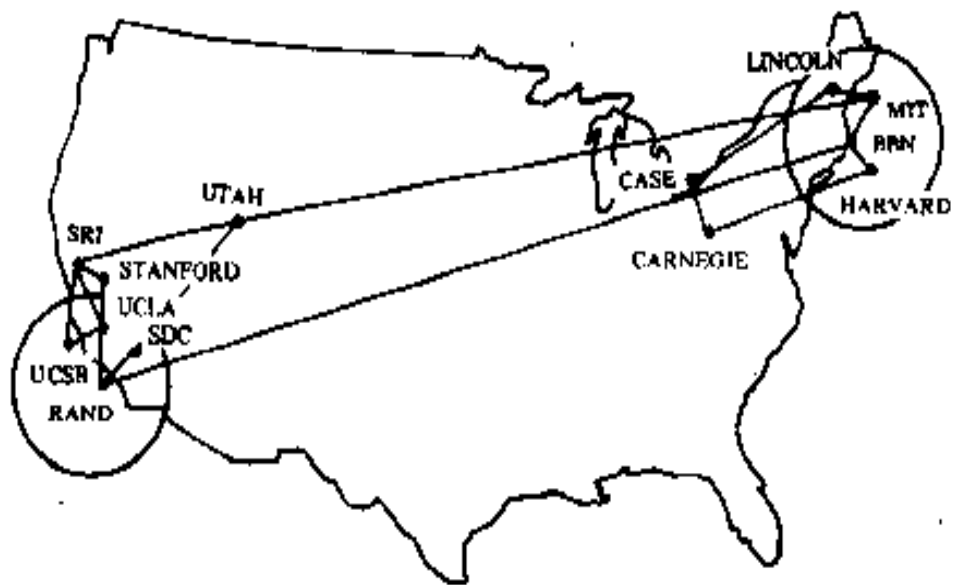 LINCOLN
MIT
BBN
CASE
UTAH
HARVARD
SRI
CARNEGIE
STANFORD
UCLA
SDC
UCSB
RAND